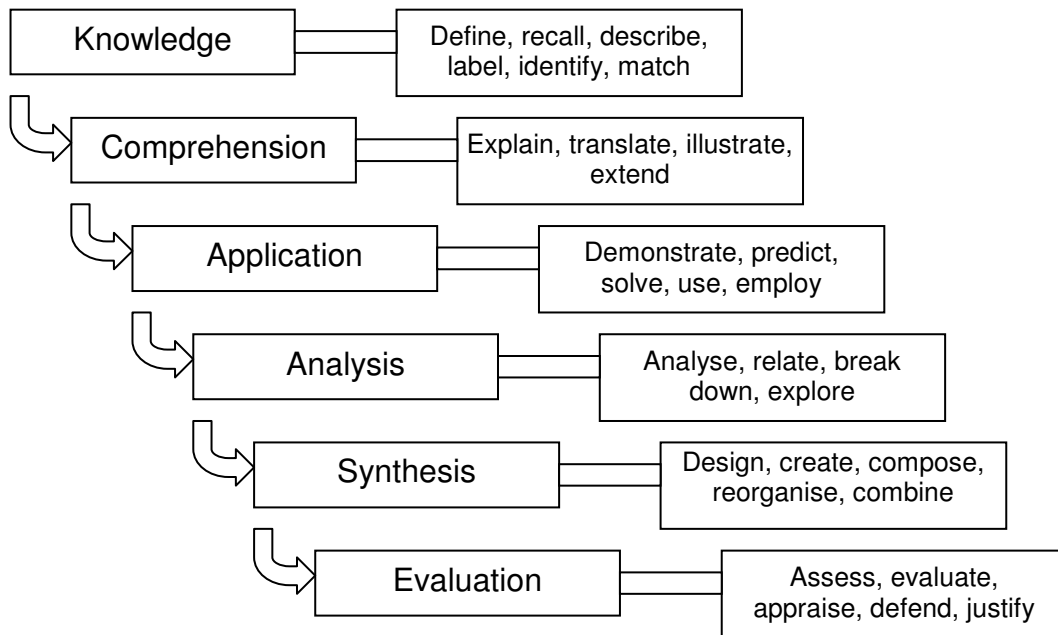 Knowledge
Define, recall, describe,
label, identify, match
Comprehension
Explain, translate, illustrate,
extend
Application
Demonstrate, predict,
solve, use, employ
Analysis
Analyse, relate, break
down, explore
Synthesis
Design, create, compose,
reorganise, combine
Evaluation
Assess, evaluate,
appraise, defend, justify